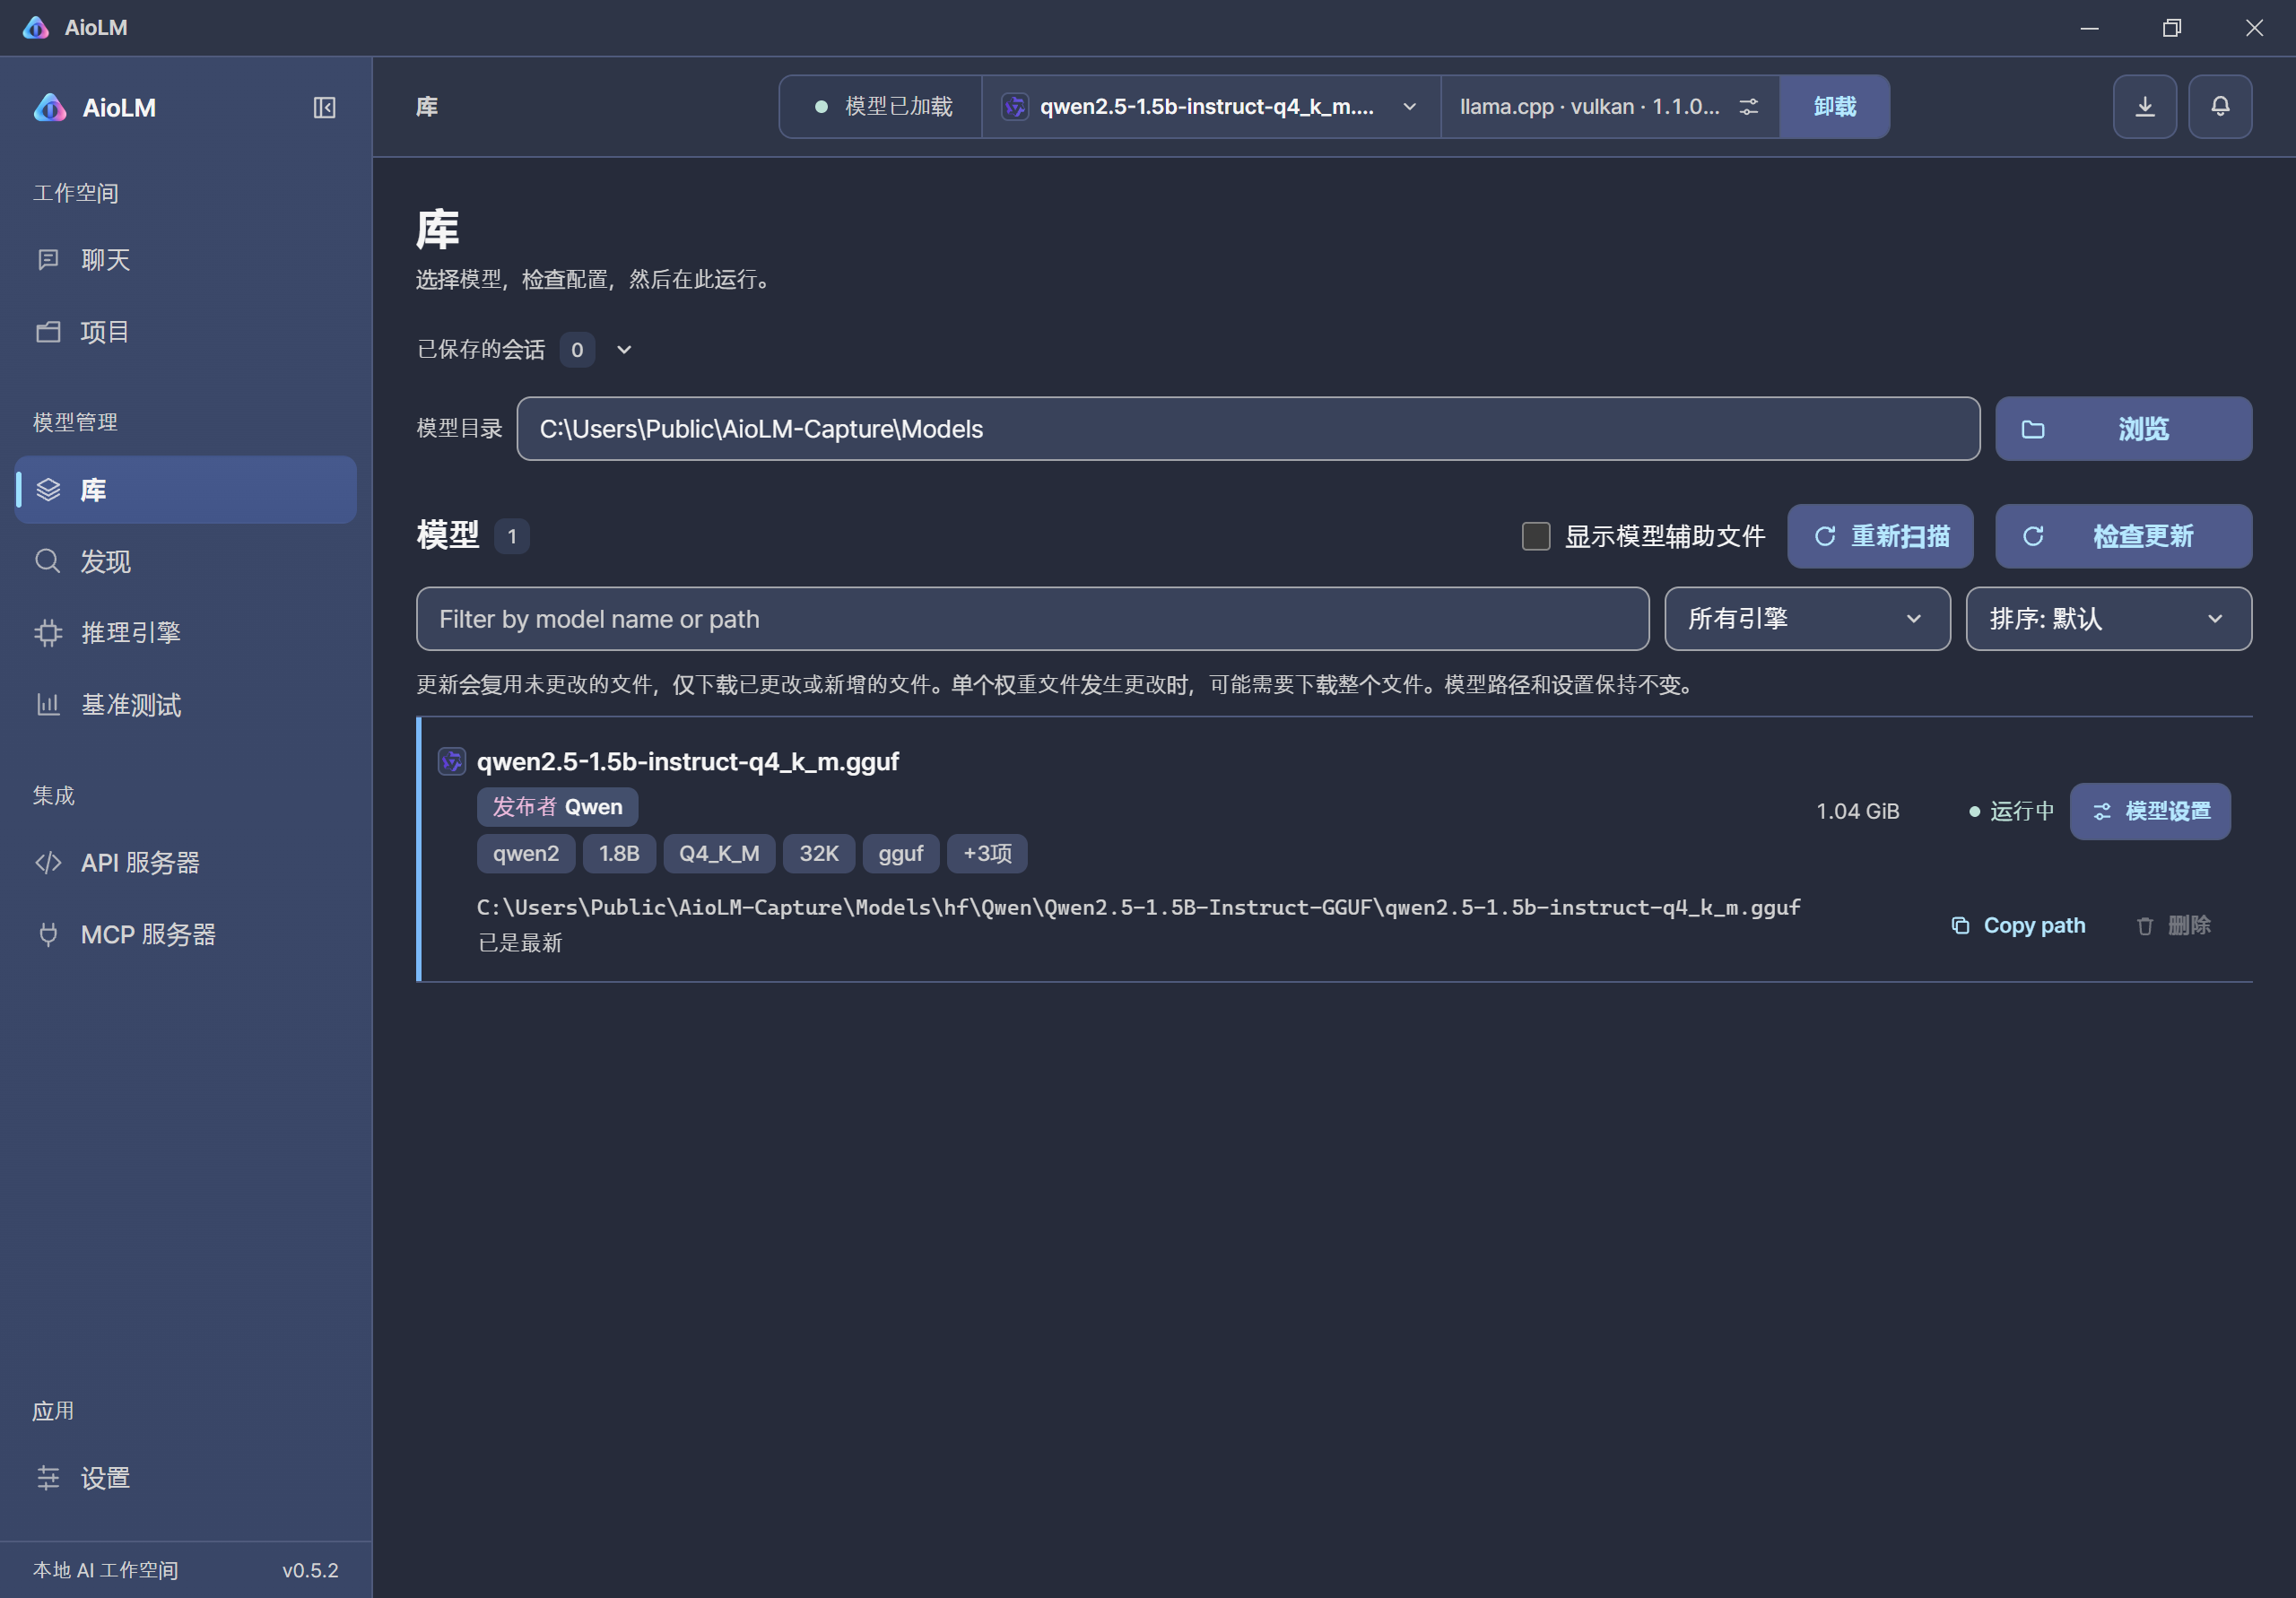 AioLM
AioLM
工作空间
聊天
项目
模型管理
库
发现
推理引擎
基准测试
集成
API 服务器
MCP 服务器
应用
设置
本地 AI 工作空间 v0.5.2
库
模型已加载 qwen2.5-1.5b-instruct-q4_k_m.... llama.cpp · vulkan · 1.1.0... 卸载
库
选择模型，检查配置，然后在此运行。
已保存的会话 0
模型目录 C:\Users\Public\AioLM-Capture\Models 浏览
模型 1 显示模型辅助文件 重新扫描 检查更新
Filter by model name or path 所有引擎 排序: 默认
更新会复用未更改的文件，仅下载已更改或新增的文件。单个权重文件发生更改时，可能需要下载整个文件。模型路径和设置保持不变。
qwen2.5-1.5b-instruct-q4_k_m.gguf
发布者 Qwen
1.04 GiB 运行中 模型设置
qwen2 1.8B Q4_K_M 32K gguf +3项
C:\Users\Public\AioLM-Capture\Models\hf\Qwen\Qwen2.5-1.5B-Instruct-GGUF\qwen2.5-1.5b-instruct-q4_k_m.gguf
Copy path 删除
已是最新